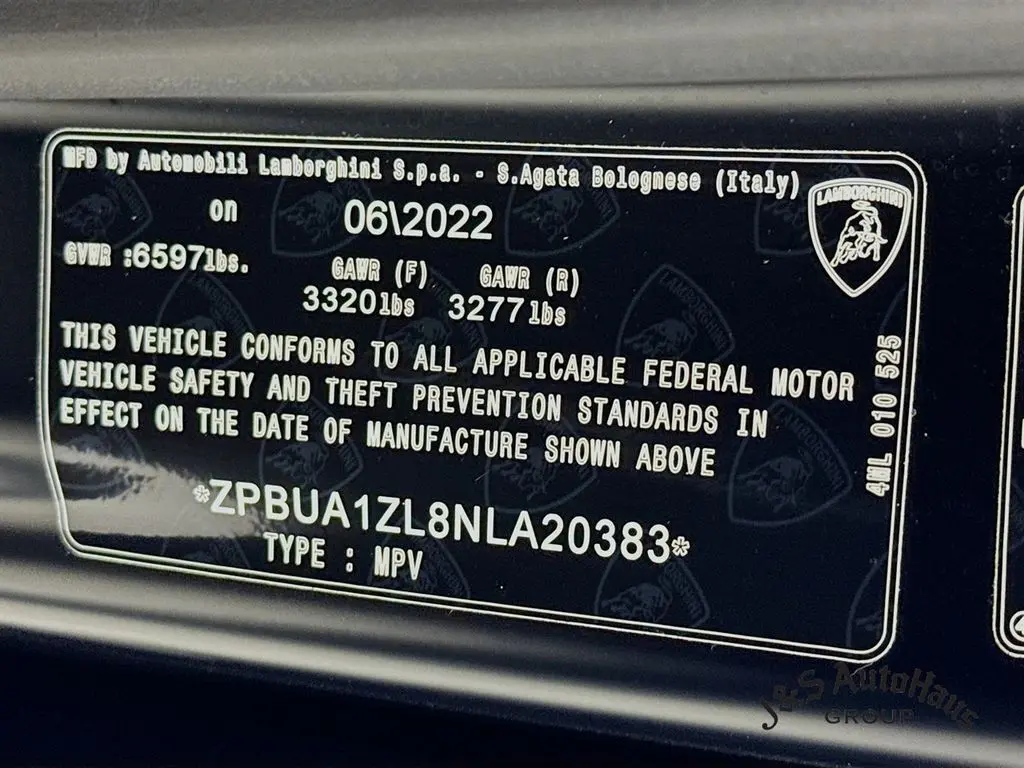 MFD by Automobili Lamborghini S.p.a. - S.Agata Bolognese (Italy)
on 06\2022
GVWR :6597lbs. GAWR (F) GAWR (R)
3320lbs 3277lbs
THIS VEHICLE CONFORMS TO ALL APPLICABLE FEDERAL MOTOR
VEHICLE SAFETY AND THEFT PREVENTION STANDARDS IN
EFFECT ON THE DATE OF MANUFACTURE SHOWN ABOVE
*ZPBUA1ZL8NLA20383*
TYPE : MPV
LAMBORGHINI
4ML 010 525
J&S AutoHaus
GROUP